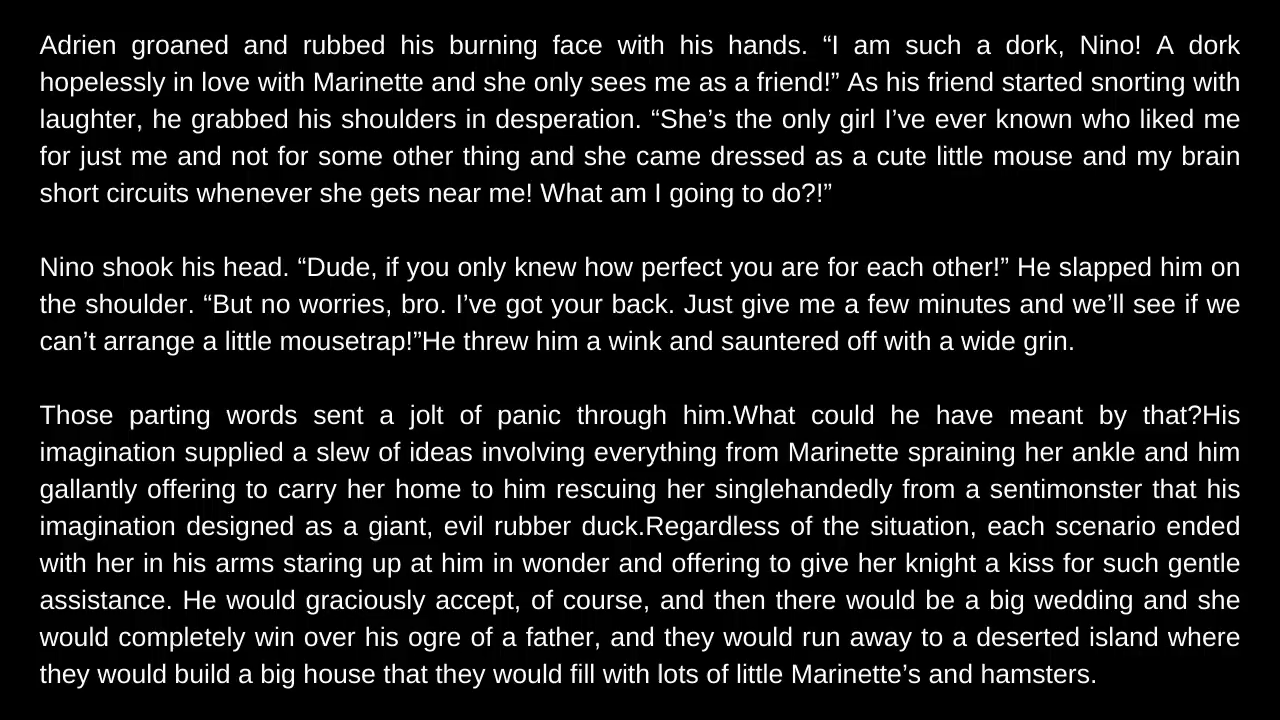 Adrien groaned and rubbed his burning face with his hands. “I am such a dork, Nino! A dork
hopelessly in love with Marinette and she only sees me as a friend!” As his friend started snorting with
laughter, he grabbed his shoulders in desperation. “She’s the only girl I’ve ever known who liked me
for just me and not for some other thing and she came dressed as a cute little mouse and my brain
short circuits whenever she gets near me! What am I going to do?!”
Nino shook his head. “Dude, if you only knew how perfect you are for each other!” He slapped him on
the shoulder. “But no worries, bro. I’ve got your back. Just give me a few minutes and we’ll see if we
can’t arrange a little mousetrap!”He threw him a wink and sauntered off with a wide grin.
Those parting words sent a jolt of panic through him.What could he have meant by that?His
imagination supplied a slew of ideas involving everything from Marinette spraining her ankle and him
gallantly offering to carry her home to him rescuing her singlehandedly from a sentimonster that his
imagination designed as a giant, evil rubber duck.Regardless of the situation, each scenario ended
with her in his arms staring up at him in wonder and offering to give her knight a kiss for such gentle
assistance. He would graciously accept, of course, and then there would be a big wedding and she
would completely win over his ogre of a father, and they would run away to a deserted island where
they would build a big house that they would fill with lots of little Marinette’s and hamsters.